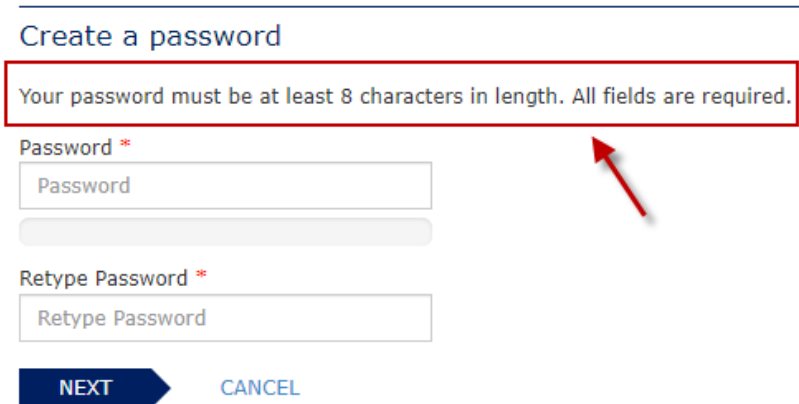 Create a password
Your password must be at least 8 characters in length. All fields are required.
Password *
Password
Retype Password *
Retype Password
NEXT CANCEL